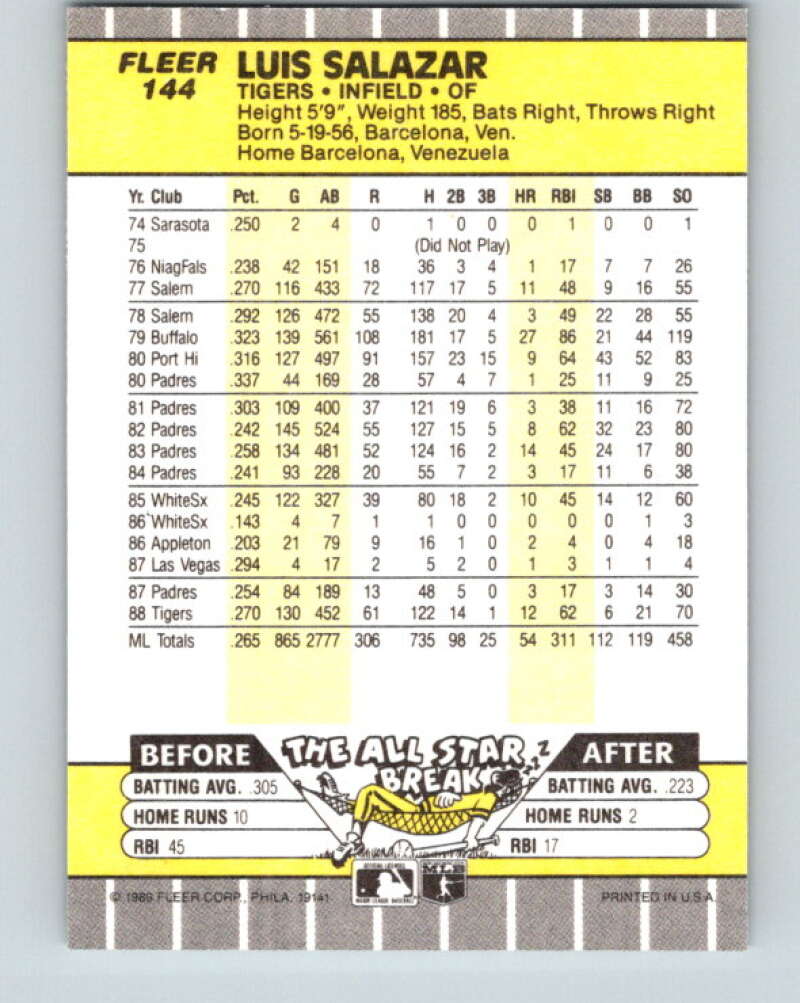 FLEER LUIS SALAZAR
144 TIGERS • INFIELD • OF
Height 5'9", Weight 185, Bats Right, Throws Right
Born 5-19-56, Barcelona, Ven.
Home Barcelona, Venezuela
Yr. Club Pct. G AB R H 2B 3B HR RBI SB BB SO
74 Sarasota .250 2 4 0 1 0 0 0 1 0 0 1
75 (Did Not Play)
76 NiagFals .238 42 151 18 36 3 4 1 17 7 7 26
77 Salem .270 116 433 72 117 17 5 11 48 9 16 55
78 Salem .292 126 472 55 138 20 4 3 49 22 28 55
79 Buffalo .323 139 561 108 181 17 5 27 86 21 44 119
80 Port Hi .316 127 497 91 157 23 15 9 64 43 52 83
80 Padres .337 44 169 28 57 4 7 1 25 11 9 25
81 Padres .303 109 400 37 121 19 6 3 38 11 16 72
82 Padres .242 145 524 55 127 15 5 8 62 32 23 80
83 Padres .258 134 481 52 124 16 2 14 45 24 17 80
84 Padres .241 93 228 20 55 7 2 3 17 11 6 38
85 WhiteSx .245 122 327 39 80 18 2 10 45 14 12 60
86 WhiteSx .143 4 7 1 1 0 0 0 0 0 1 3
86 Appleton .203 21 79 9 16 1 0 2 4 0 4 18
87 Las Vegas .294 4 17 2 5 2 0 1 3 1 1 4
87 Padres .254 84 189 13 48 5 0 3 17 3 14 30
88 Tigers .270 130 452 61 122 14 1 12 62 6 21 70
ML Totals .265 865 2777 306 735 98 25 54 311 112 119 458
BEFORE THE ALL STAR BREAK Z Z Z AFTER
BATTING AVG. .305 BATTING AVG. .223
HOME RUNS 10 HOME RUNS 2
RBI 45 RBI 17
OFFICIAL LICENSEE
MAJOR LEAGUE BASEBALL
MLB
© 1989 FLEER CORP., PHILA. 19141 PRINTED IN U.S.A.